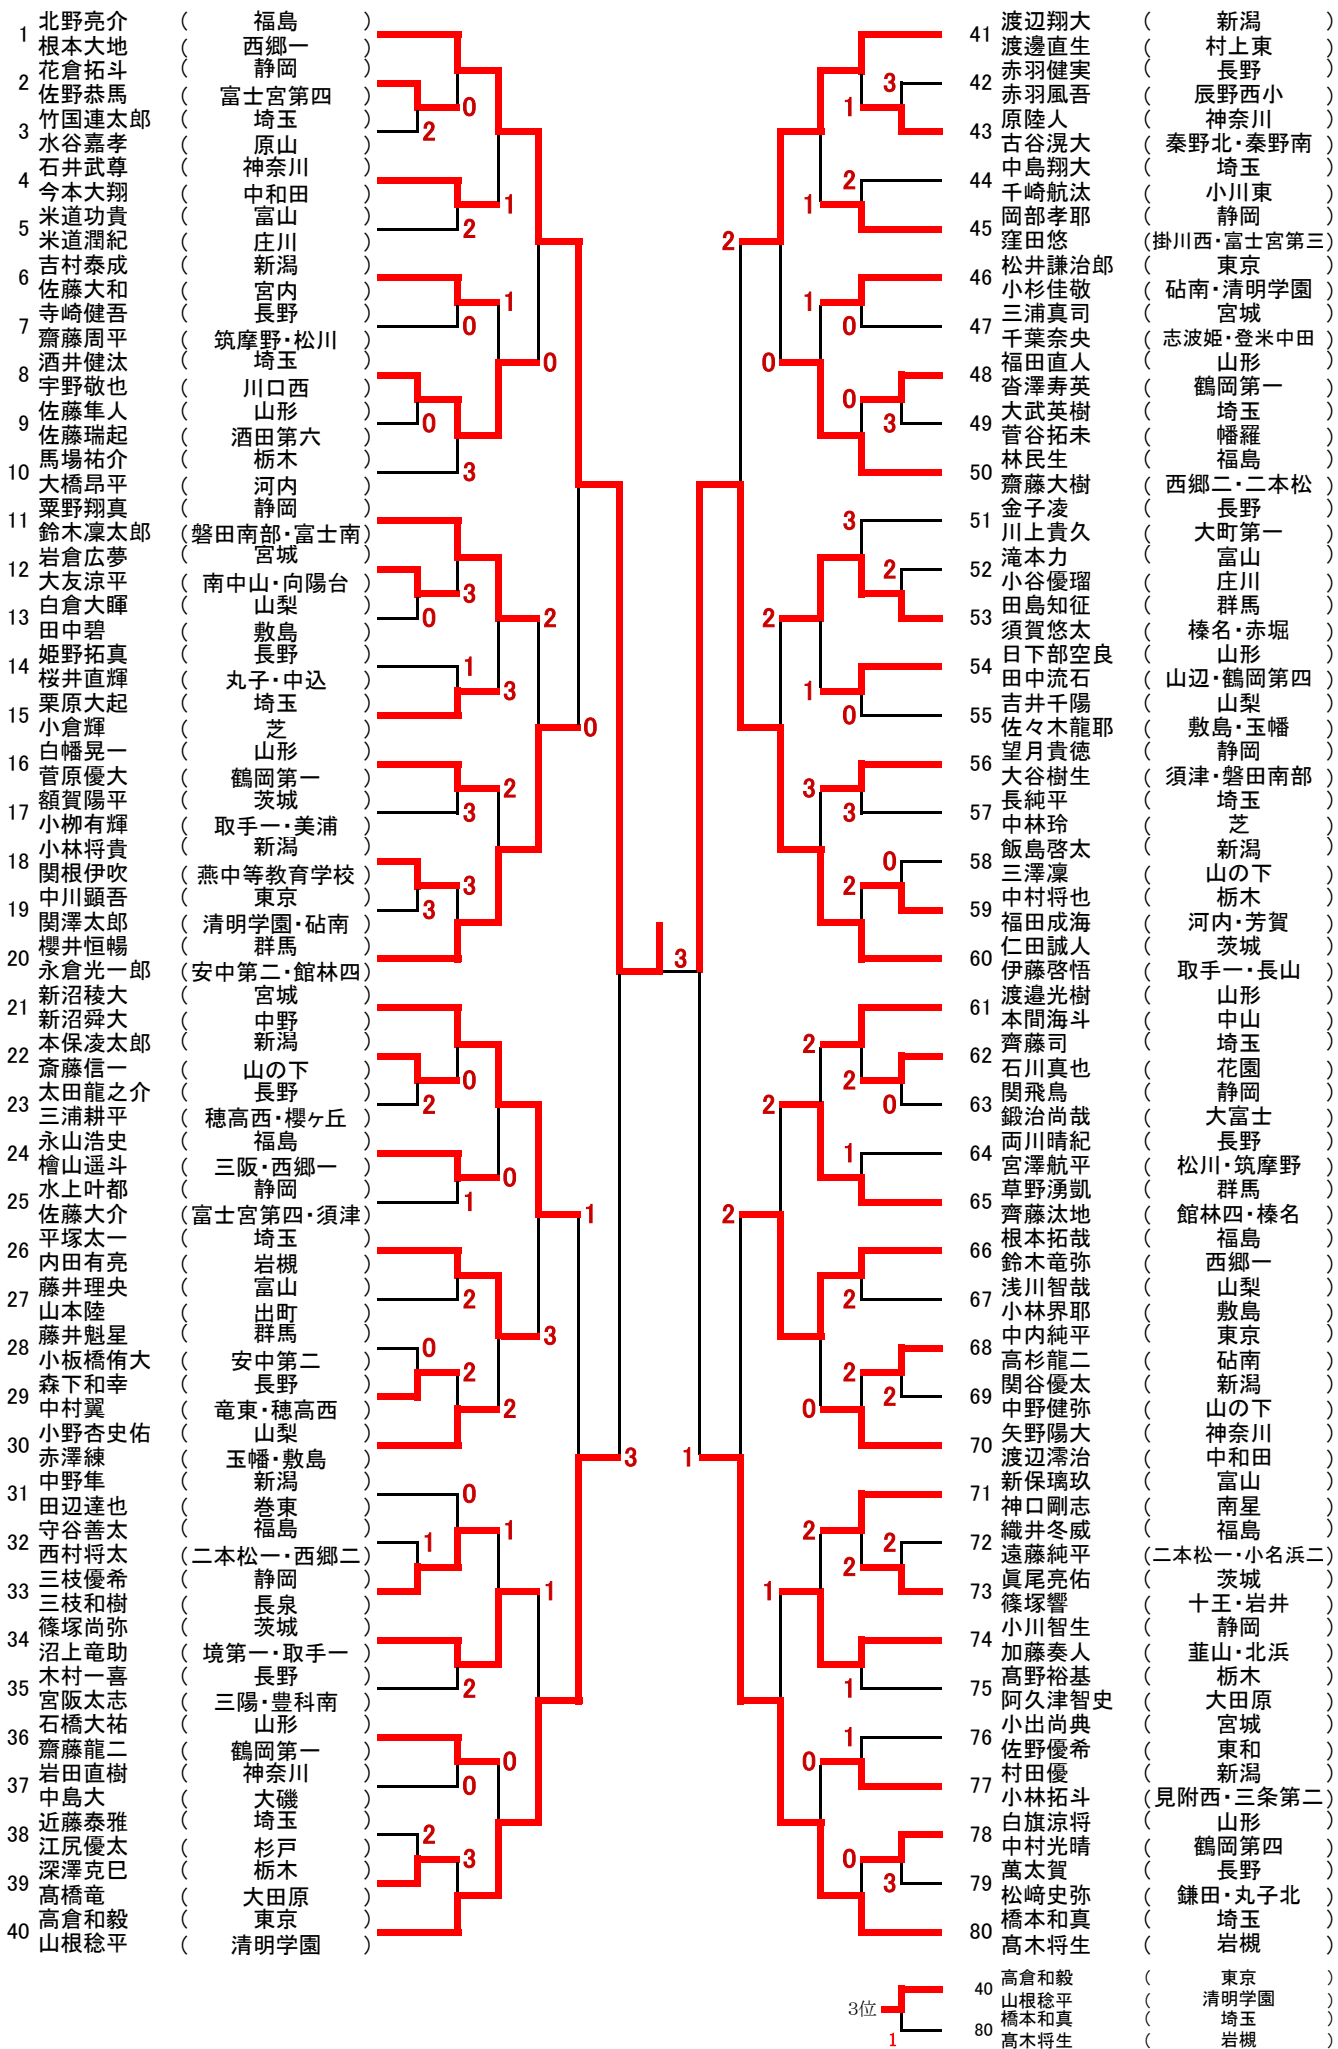 1 北野亮介 ( 福島 )
根本大地 ( 西郷一 )
2 花倉拓斗 ( 静岡 )
佐野恭馬 ( 富士宮第四 )
3 竹国連太郎 ( 埼玉 )
水谷嘉孝 ( 原山 )
4 石井武尊 ( 神奈川 )
今本大翔 ( 中和田 )
5 米道功貴 ( 富山 )
米道潤紀 ( 庄川 )
6 吉村泰成 ( 新潟 )
佐藤大和 ( 宮内 )
7 寺崎健吾 ( 長野 )
齋藤周平 ( 筑摩野・松川 )
8 酒井健汰 ( 埼玉 )
宇野敬也 ( 川口西 )
9 佐藤隼人 ( 山形 )
佐藤瑞起 ( 酒田第六 )
10 馬場祐介 ( 栃木 )
大橋昂平 ( 河内 )
11 粟野翔真 ( 静岡 )
鈴木凜太郎 ( 磐田南部・富士南 )
12 岩倉広夢 ( 宮城 )
大友涼平 ( 南中山・向陽台 )
13 白倉大暉 ( 山梨 )
田中碧 ( 敷島 )
14 姫野拓真 ( 長野 )
桜井直輝 ( 丸子・中込 )
15 栗原大起 ( 埼玉 )
小倉輝 ( 芝 )
16 白幡晃一 ( 山形 )
菅原優大 ( 鶴岡第一 )
17 額賀陽平 ( 茨城 )
小栁有輝 ( 取手一・美浦 )
18 小林将貴 ( 新潟 )
関根伊吹 ( 燕中等教育学校 )
19 中川顕吾 ( 東京 )
関澤太郎 ( 清明学園・砧南 )
20 櫻井恒暢 ( 群馬 )
永倉光一郎 ( 安中第二・館林四 )
21 新沼稜大 ( 宮城 )
新沼舜大 ( 中野 )
22 本保凌太郎 ( 新潟 )
斎藤信一 ( 山の下 )
23 太田龍之介 ( 長野 )
三浦耕平 ( 穂高西・櫻ヶ丘 )
24 永山浩史 ( 福島 )
檜山遥斗 ( 三阪・西郷一 )
25 水上叶都 ( 静岡 )
佐藤大介 ( 富士宮第四・須津 )
26 平塚太一 ( 埼玉 )
内田有亮 ( 岩槻 )
27 藤井理央 ( 富山 )
山本陸 ( 出町 )
28 藤井魁星 ( 群馬 )
小板橋侑大 ( 安中第二 )
29 森下和幸 ( 長野 )
中村翼 ( 竜東・穂高西 )
30 小野杏史佑 ( 山梨 )
赤澤練 ( 玉幡・敷島 )
31 中野隼 ( 新潟 )
田辺達也 ( 巻東 )
32 守谷善太 ( 福島 )
西村将太 ( 二本松一・西郷二 )
33 三枝優希 ( 静岡 )
三枝和樹 ( 長泉 )
34 篠塚尚弥 ( 茨城 )
沼上竜助 ( 境第一・取手一 )
35 木村一喜 ( 長野 )
宮阪太志 ( 三陽・豊科南 )
36 石橋大祐 ( 山形 )
齋藤龍二 ( 鶴岡第一 )
37 岩田直樹 ( 神奈川 )
中島大 ( 大磯 )
38 近藤泰雅 ( 埼玉 )
江尻優太 ( 杉戸 )
39 深澤克巳 ( 栃木 )
髙橋竜 ( 大田原 )
40 高倉和毅 ( 東京 )
山根稔平 ( 清明学園 )
0
2
1
2
1
0
0
0
3
3
0
2
1
3
0
2
3
3
3
0
2
0
1
1
2
3
0
2
2
3
0
1
1
1
2
0
0
2
3
3
2
3
1
2
1
1
0
0
0
3
3
2
2
1
0
3
3
0
2
2
2
0
2
1
2
2
2
2
0
1
2
2
2
1
1
1
0
0
3
41 渡辺翔大 ( 新潟 )
渡邊直生 ( 村上東 )
42 赤羽健実 ( 長野 )
赤羽風吾 ( 辰野西小 )
43 原陸人 ( 神奈川 )
古谷滉大 ( 秦野北・秦野南 )
44 中島翔大 ( 埼玉 )
千崎航汰 ( 小川東 )
45 岡部孝耶 ( 静岡 )
窪田悠 ( 掛川西・富士宮第三 )
46 松井謙治郎 ( 東京 )
小杉佳敬 ( 砧南・清明学園 )
47 三浦真司 ( 宮城 )
千葉奈央 ( 志波姫・登米中田 )
48 福田直人 ( 山形 )
沓澤寿英 ( 鶴岡第一 )
49 大武英樹 ( 埼玉 )
菅谷拓未 ( 幡羅 )
50 林民生 ( 福島 )
齋藤大樹 ( 西郷二・二本松 )
51 金子凌 ( 長野 )
川上貴久 ( 大町第一 )
52 滝本力 ( 富山 )
小谷優瑠 ( 庄川 )
53 田島知征 ( 群馬 )
須賀悠太 ( 榛名・赤堀 )
54 日下部空良 ( 山形 )
田中流石 ( 山辺・鶴岡第四 )
55 吉井千陽 ( 山梨 )
佐々木龍耶 ( 敷島・玉幡 )
56 望月貴徳 ( 静岡 )
大谷樹生 ( 須津・磐田南部 )
57 長純平 ( 埼玉 )
中林玲 ( 芝 )
58 飯島啓太 ( 新潟 )
三澤凜 ( 山の下 )
59 中村将也 ( 栃木 )
福田成海 ( 河内・芳賀 )
60 仁田誠人 ( 茨城 )
伊藤啓悟 ( 取手一・長山 )
61 渡邉光樹 ( 山形 )
本間海斗 ( 中山 )
62 齊藤司 ( 埼玉 )
石川真也 ( 花園 )
63 関飛鳥 ( 静岡 )
鍛治尚哉 ( 大富士 )
64 両川晴紀 ( 長野 )
宮澤航平 ( 松川・筑摩野 )
65 草野湧凱 ( 群馬 )
齊藤汰地 ( 館林四・榛名 )
66 根本拓哉 ( 福島 )
鈴木竜弥 ( 西郷一 )
67 浅川智哉 ( 山梨 )
小林界耶 ( 敷島 )
68 中内純平 ( 東京 )
高杉龍二 ( 砧南 )
69 関谷優太 ( 新潟 )
中野健弥 ( 山の下 )
70 矢野陽大 ( 神奈川 )
渡辺澪治 ( 中和田 )
71 新保璃玖 ( 富山 )
神口剛志 ( 南星 )
72 織井冬威 ( 福島 )
遠藤純平 ( 二本松一・小名浜二 )
73 眞尾亮佑 ( 茨城 )
篠塚響 ( 十王・岩井 )
74 小川智生 ( 静岡 )
加藤奏人 ( 韮山・北浜 )
75 髙野裕基 ( 栃木 )
阿久津智史 ( 大田原 )
76 小出尚典 ( 宮城 )
佐野優希 ( 東和 )
77 村田優 ( 新潟 )
小林拓斗 ( 見附西・三条第二 )
78 白旗涼将 ( 山形 )
中村光晴 ( 鶴岡第四 )
79 萬太賀 ( 長野 )
松﨑史弥 ( 鎌田・丸子北 )
80 橋本和真 ( 埼玉 )
髙木将生 ( 岩槻 )
3位
40 高倉和毅 ( 東京 )
山根稔平 ( 清明学園 )
80 橋本和真 ( 埼玉 )
1 髙木将生 ( 岩槻 )